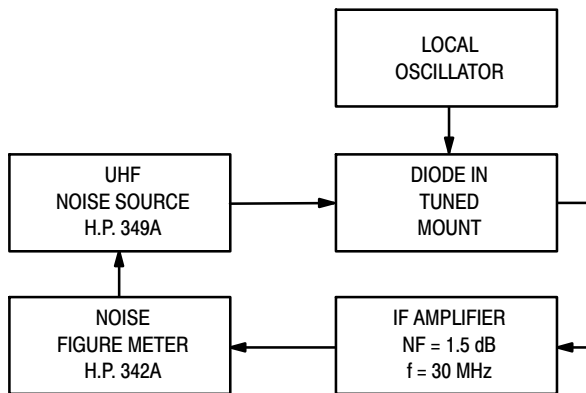 LOCAL
OSCILLATOR
UHF
NOISE SOURCE
H.P. 349A
DIODE IN
TUNED
MOUNT
NOISE
FIGURE METER
H.P. 342A
IF AMPLIFIER
NF = 1.5 dB
f = 30 MHz